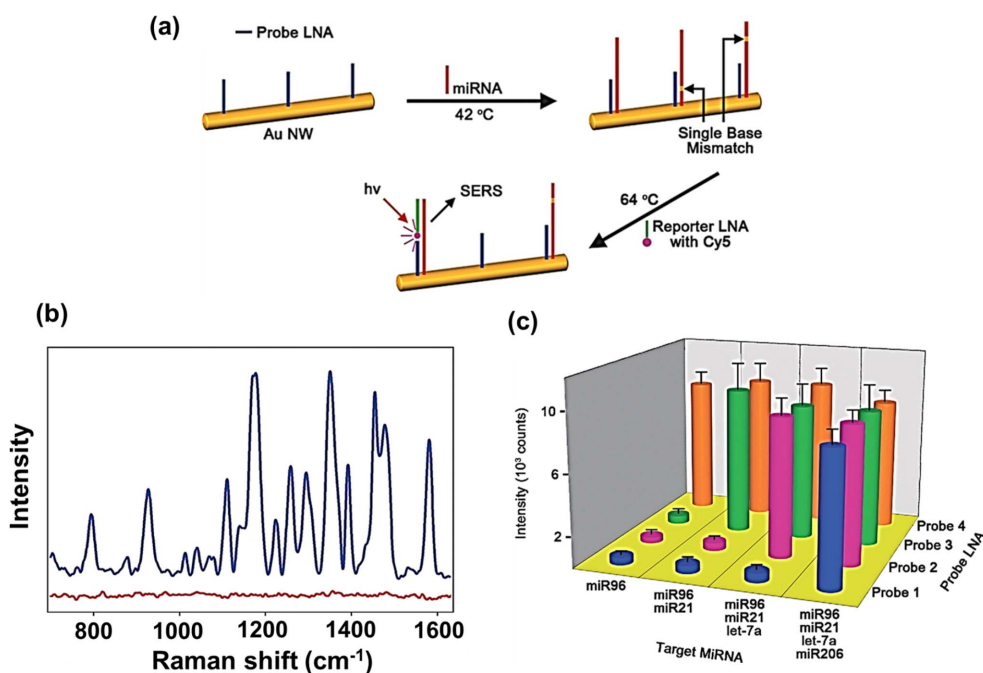 (a)
Probe LNA
miRNA
42 °C
Au NW
Single Base
Mismatch
64 °C
Reporter LNA
with Cy5
hv
SERS
(b)
Intensity
800
1000
1200
1400
1600
Raman shift (cm-1)
(c)
Intensity (10³ counts)
10
6
2
miR96
miR96
miR21
miR96
miR21
let-7a
miR96
miR21
let-7a
miR206
Target MiRNA
Probe 4
Probe 3
Probe 2
Probe 1
Probe LNA